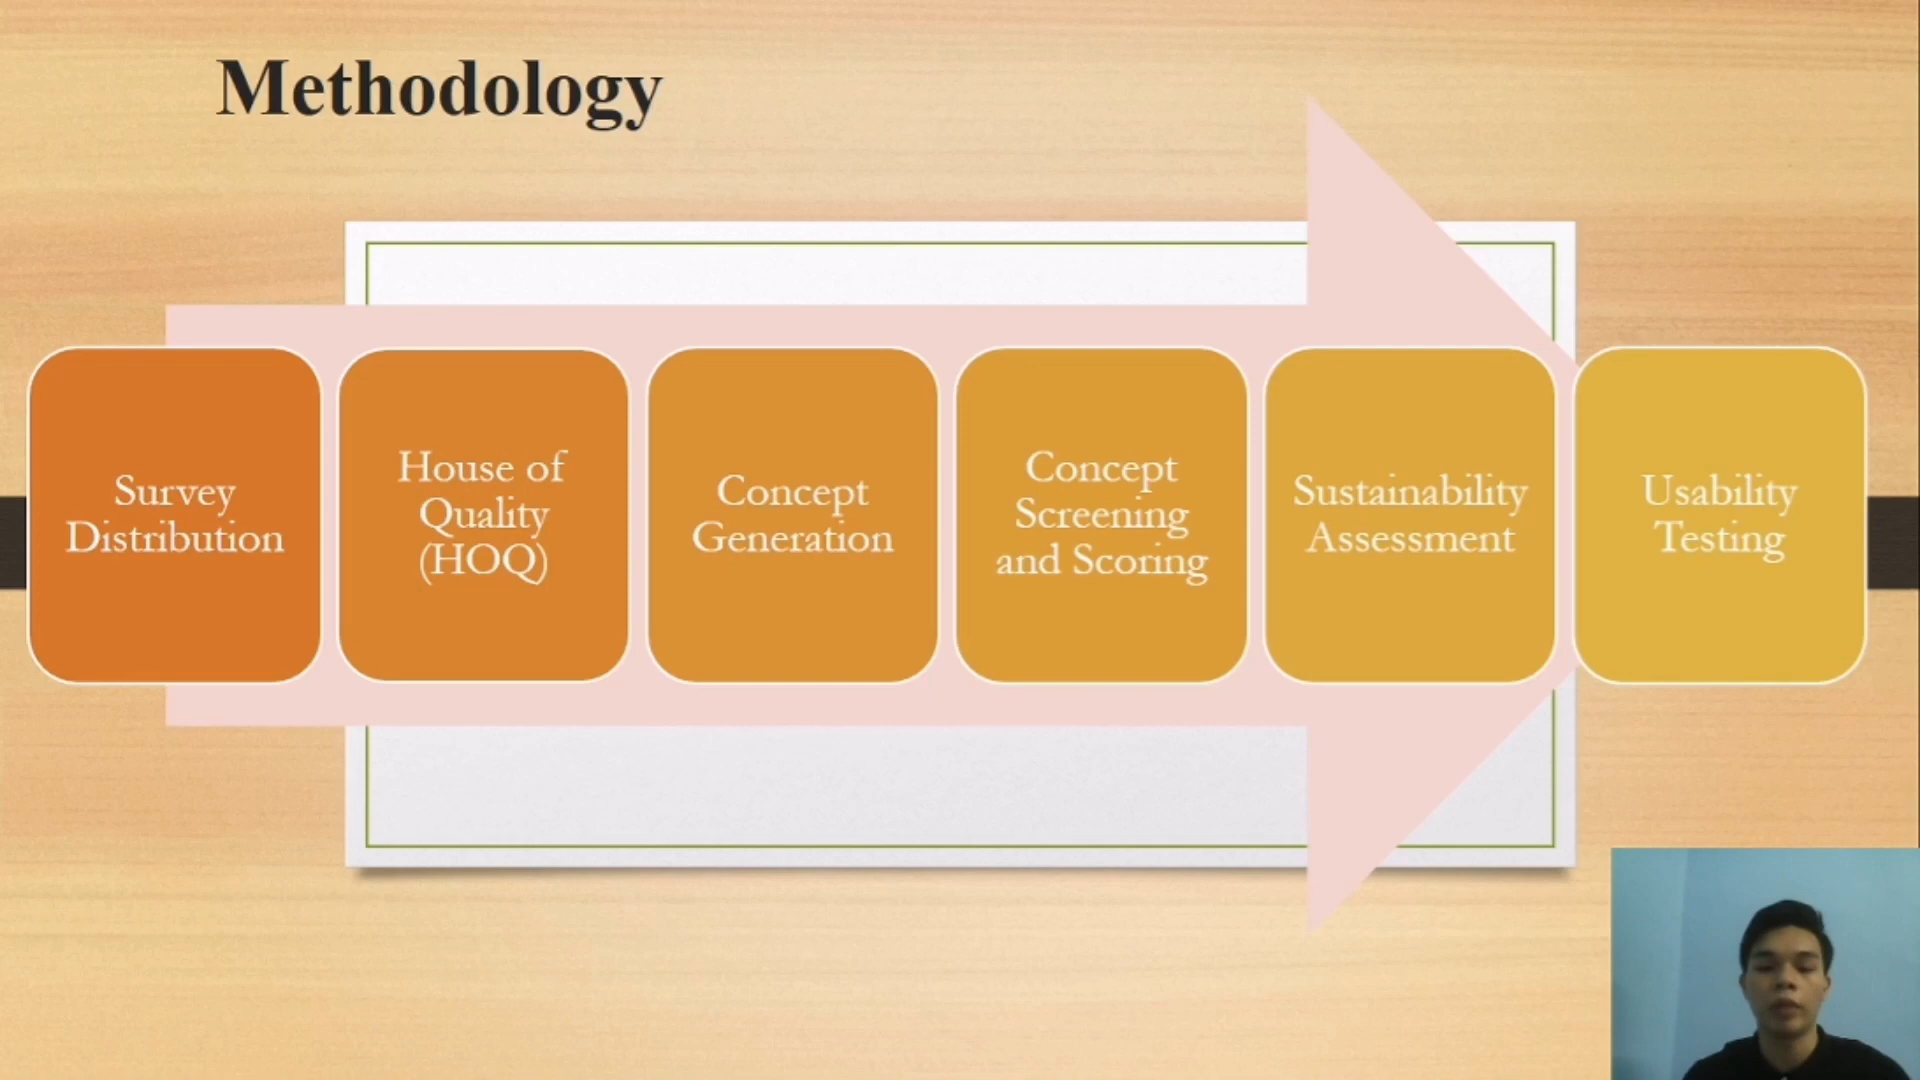 Methodology
Survey
Distribution
House of
Quality
(HOQ)
Concept
Generation
Concept
Screening
and Scoring
Sustainability
Assessment
Usability
Testing